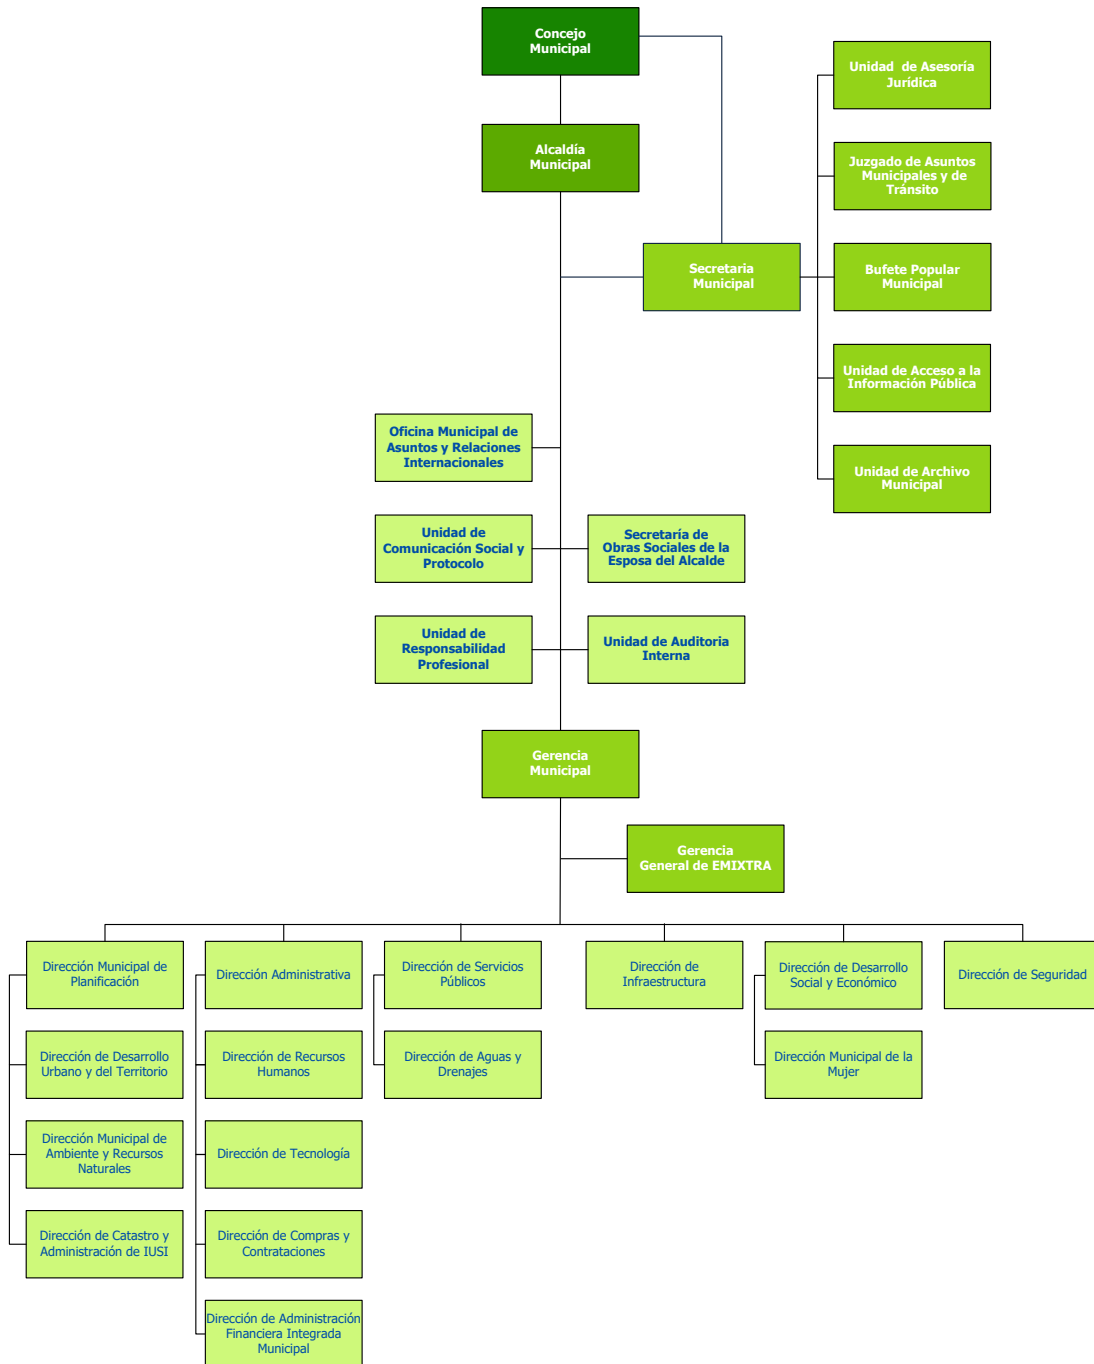 Concejo
Municipal
Alcaldía
Municipal
Secretaria
Municipal
Unidad de Asesoría
Jurídica
Juzgado de Asuntos
Municipales y de
Tránsito
Bufete Popular
Municipal
Unidad de Acceso a la
Información Pública
Unidad de Archivo
Municipal
Oficina Municipal de
Asuntos y Relaciones
Internacionales
Unidad de
Comunicación Social y
Protocolo
Secretaría de
Obras Sociales de la
Esposa del Alcalde
Unidad de
Responsabilidad
Profesional
Unidad de Auditoria
Interna
Gerencia
Municipal
Gerencia
General de EMIXTRA
Dirección Municipal de
Planificación
Dirección de Desarrollo
Urbano y del Territorio
Dirección Municipal de
Ambiente y Recursos
Naturales
Dirección de Catastro y
Administración de IUSI
Dirección Administrativa
Dirección de Recursos
Humanos
Dirección de Tecnología
Dirección de Compras y
Contrataciones
Dirección de Administración
Financiera Integrada
Municipal
Dirección de Servicios
Públicos
Dirección de Aguas y
Drenajes
Dirección de
Infraestructura
Dirección de Desarrollo
Social y Económico
Dirección Municipal de la
Mujer
Dirección de Seguridad